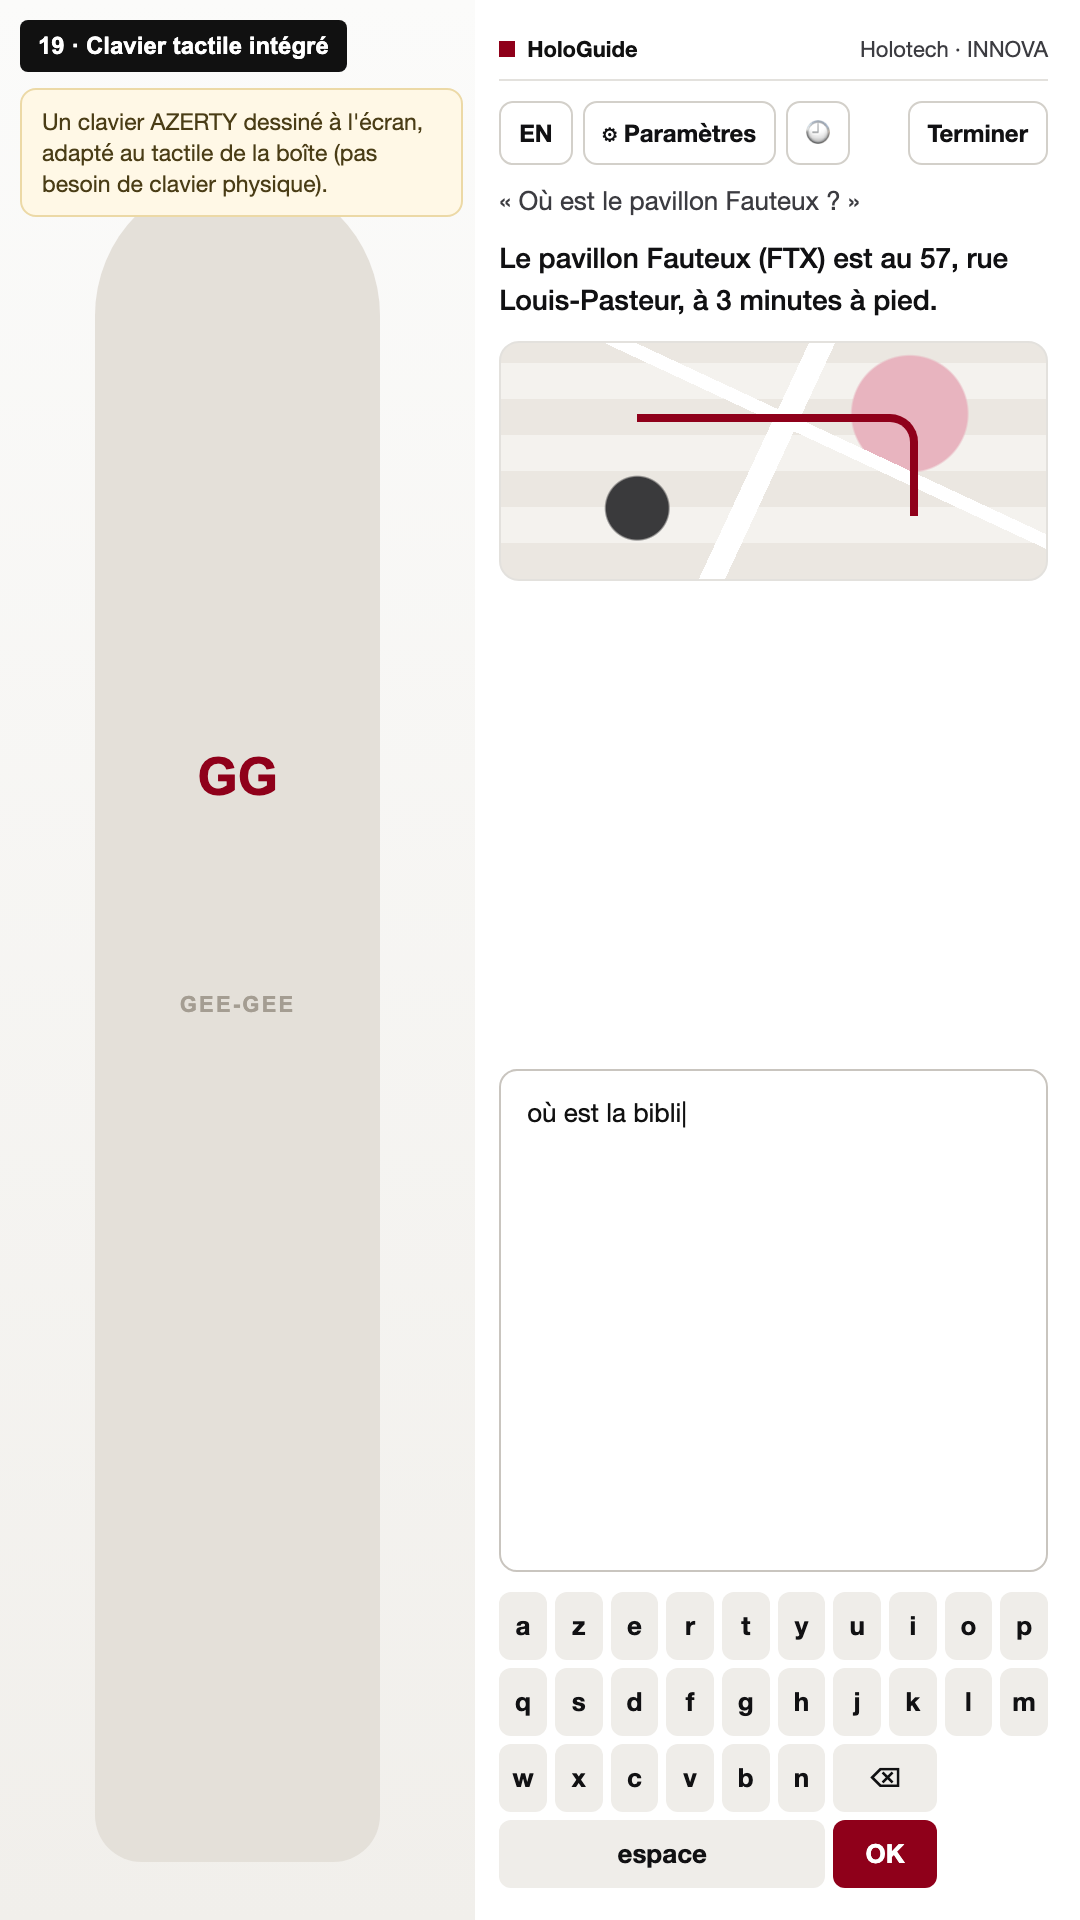 19 · Clavier tactile intégré
Un clavier AZERTY dessiné à l'écran,
adapté au tactile de la boîte (pas
besoin de clavier physique).
GG
GEE-GEE
HoloGuide
Holotech · INNOVA
EN
⚙ Paramètres
Terminer
« Où est le pavillon Fauteux ? »
Le pavillon Fauteux (FTX) est au 57, rue
Louis-Pasteur, à 3 minutes à pied.
où est la bibli
a z e r t y u i o p
q s d f g h j k l m
w x c v b n ⌫
espace OK